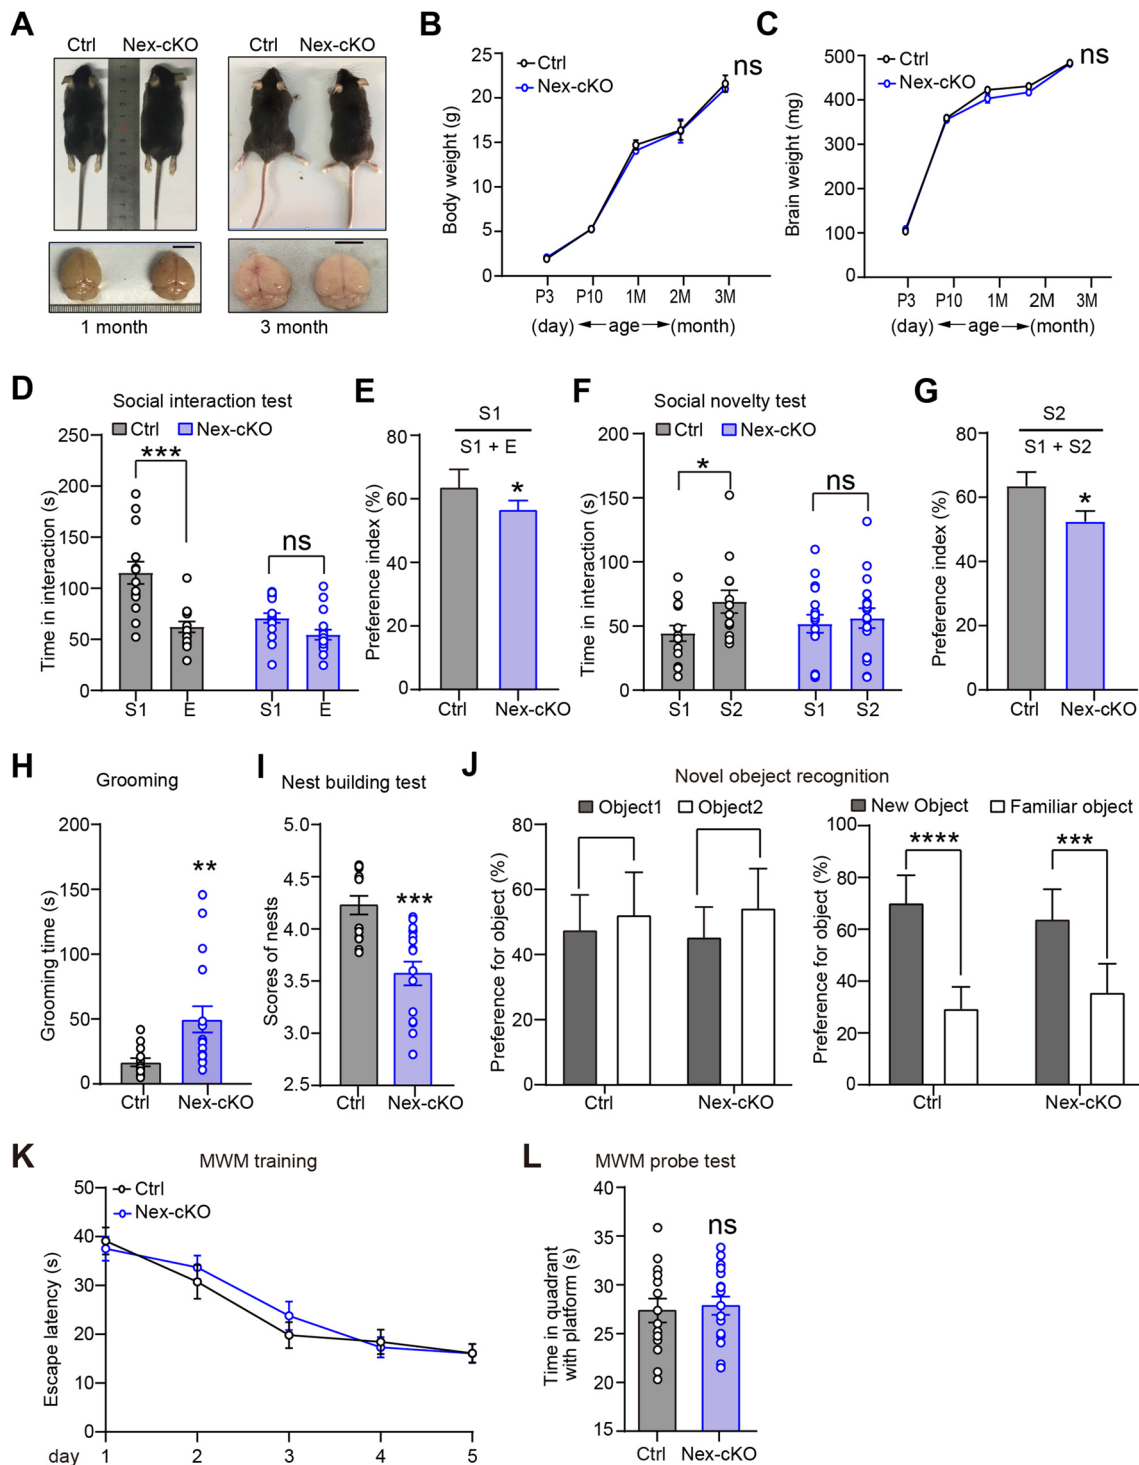 A
Ctrl Nex-cKO
Ctrl Nex-cKO
1 month
3 month
B
25
20
15
10
5
0
Body weight (g)
Ctrl
Nex-cKO
ns
P3 P10 1M 2M 3M
(day) age (month)
C
500
400
300
200
100
0
Brain weight (mg)
Ctrl
Nex-cKO
ns
P3 P10 1M 2M 3M
(day) age (month)
D
Social interaction test
Ctrl Nex-cKO
250
200
150
100
50
0
Time in interaction (s)
***
ns
S1 E S1 E
E
S1
S1 + E
80
60
40
20
0
Preference index (%)
*
Ctrl Nex-cKO
F
Social novelty test
Ctrl Nex-cKO
200
150
100
50
0
Time in interaction (s)
*
ns
S1 S2 S1 S2
G
S2
S1 + S2
80
60
40
20
0
Preference index (%)
*
Ctrl Nex-cKO
H
Grooming
200
150
100
50
0
Grooming time (s)
**
Ctrl Nex-cKO
I
Nest building test
5.0
4.5
4.0
3.5
3.0
2.5
Scores of nests
***
Ctrl Nex-cKO
J
Novel obeject recognition
Object1 Object2
80
60
40
20
0
Preference for object (%)
Ctrl Nex-cKO
New Object Familiar object
100
80
60
40
20
0
Preference for object (%)
****
***
Ctrl Nex-cKO
K
MWM training
50
40
30
20
10
0
Escape latency (s)
Ctrl
Nex-cKO
day 1 2 3 4 5
L
MWM probe test
40
35
30
25
20
15
Time in quadrant
with platform (s)
ns
Ctrl Nex-cKO